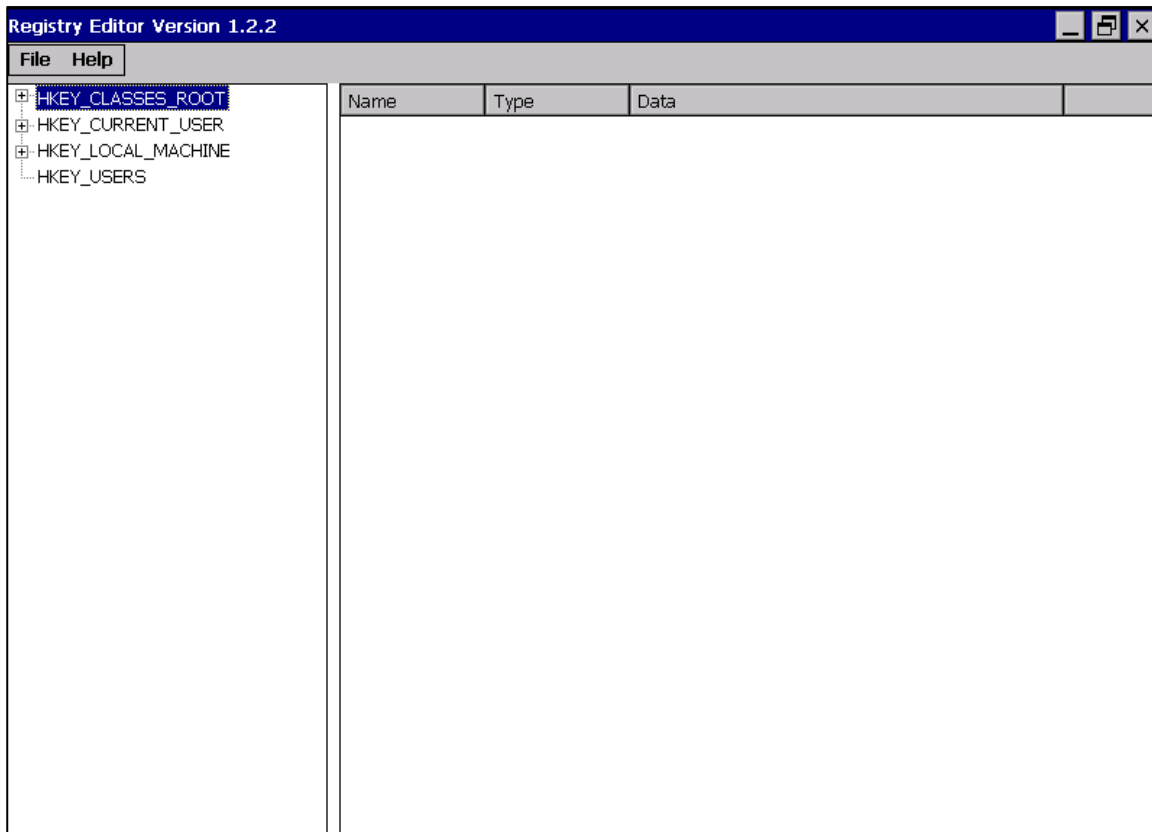 Registry Editor Version 1.2.2
File Help
HKEY_CLASSES_ROOT
HKEY_CURRENT_USER
HKEY_LOCAL_MACHINE
HKEY_USERS
Name Type Data